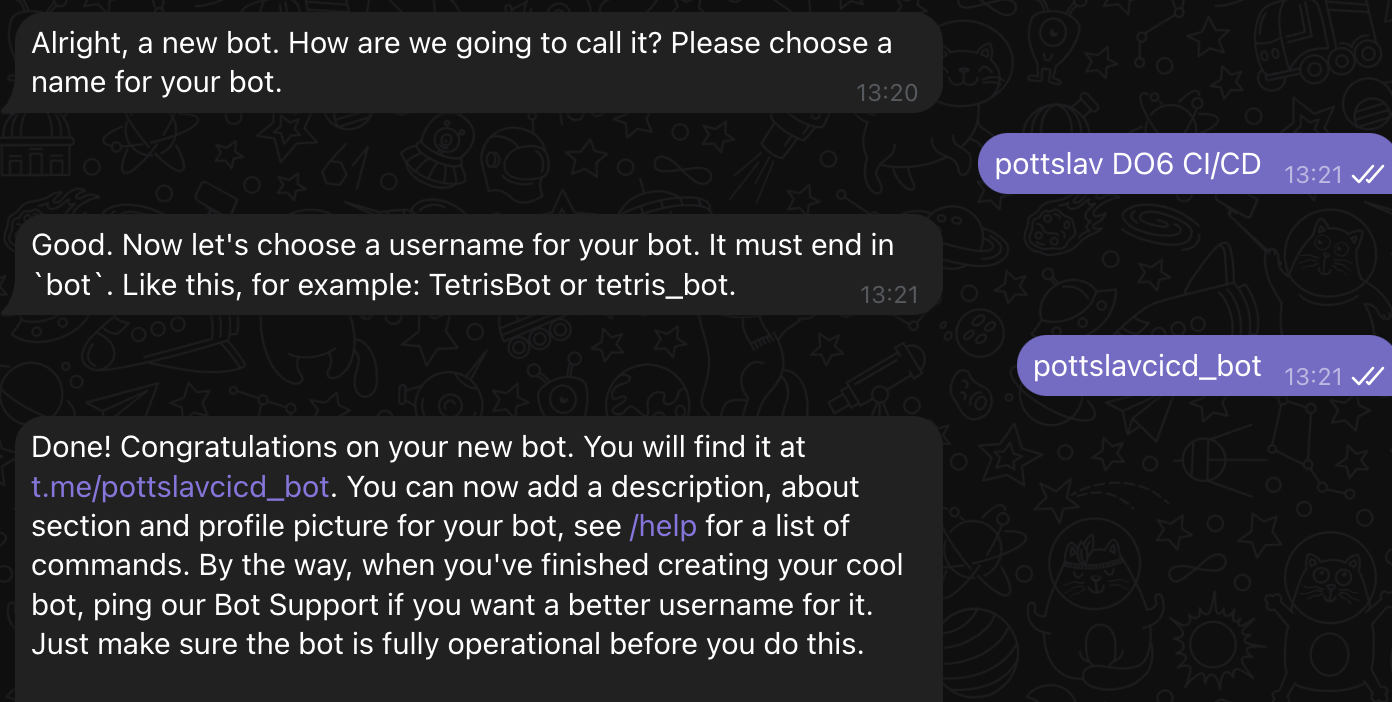 Alright, a new bot. How are we going to call it? Please choose a
name for your bot.
13:20
pottslav DO6 CI/CD 13:21
Good. Now let's choose a username for your bot. It must end in
`bot`. Like this, for example: TetrisBot or tetris_bot.
13:21
pottslavcicd_bot 13:21
Done! Congratulations on your new bot. You will find it at
t.me/pottslavcicd_bot. You can now add a description, about
section and profile picture for your bot, see /help for a list of
commands. By the way, when you've finished creating your cool
bot, ping our Bot Support if you want a better username for it.
Just make sure the bot is fully operational before you do this.